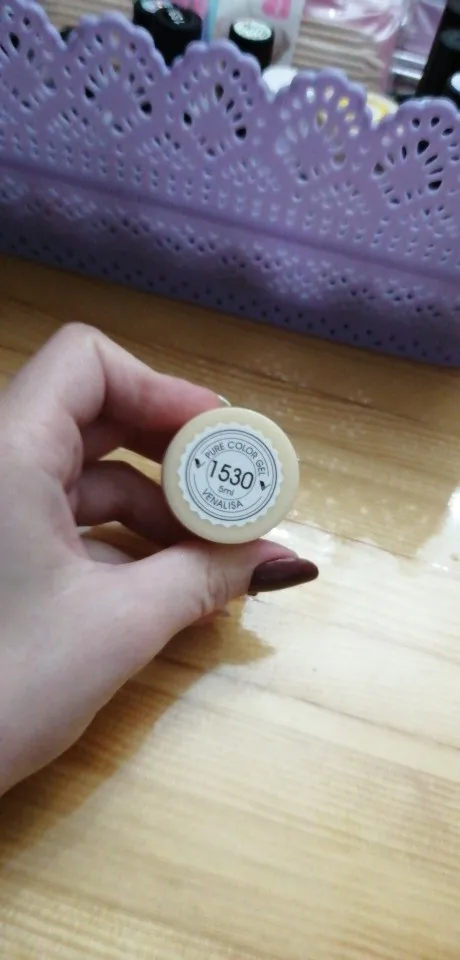 PURE COLOR GEL
1530
5ml
VENALISA